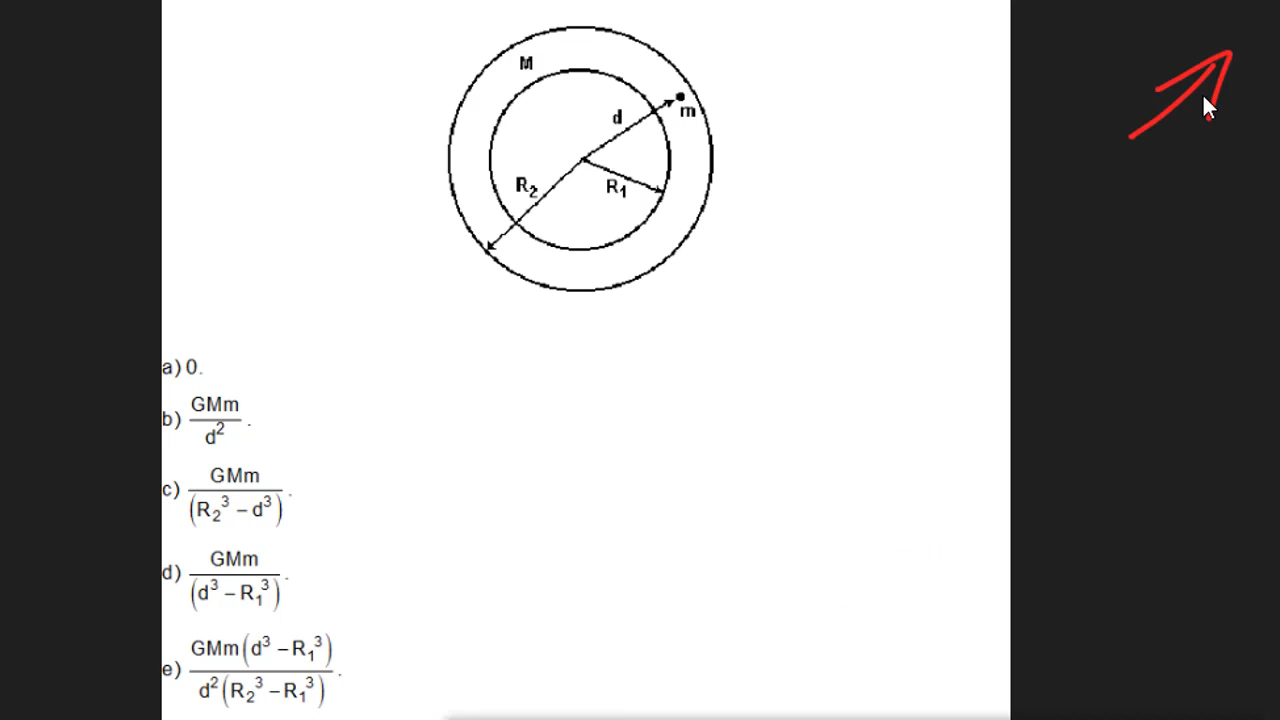 M
m
d
R₂
R₁
a) 0.
b) GMm / d² .
c) GMm / (R₂³ – d³) .
d) GMm / (d³ – R₁³) .
e) GMm (d³ – R₁³) / d² (R₂³ – R₁³) .